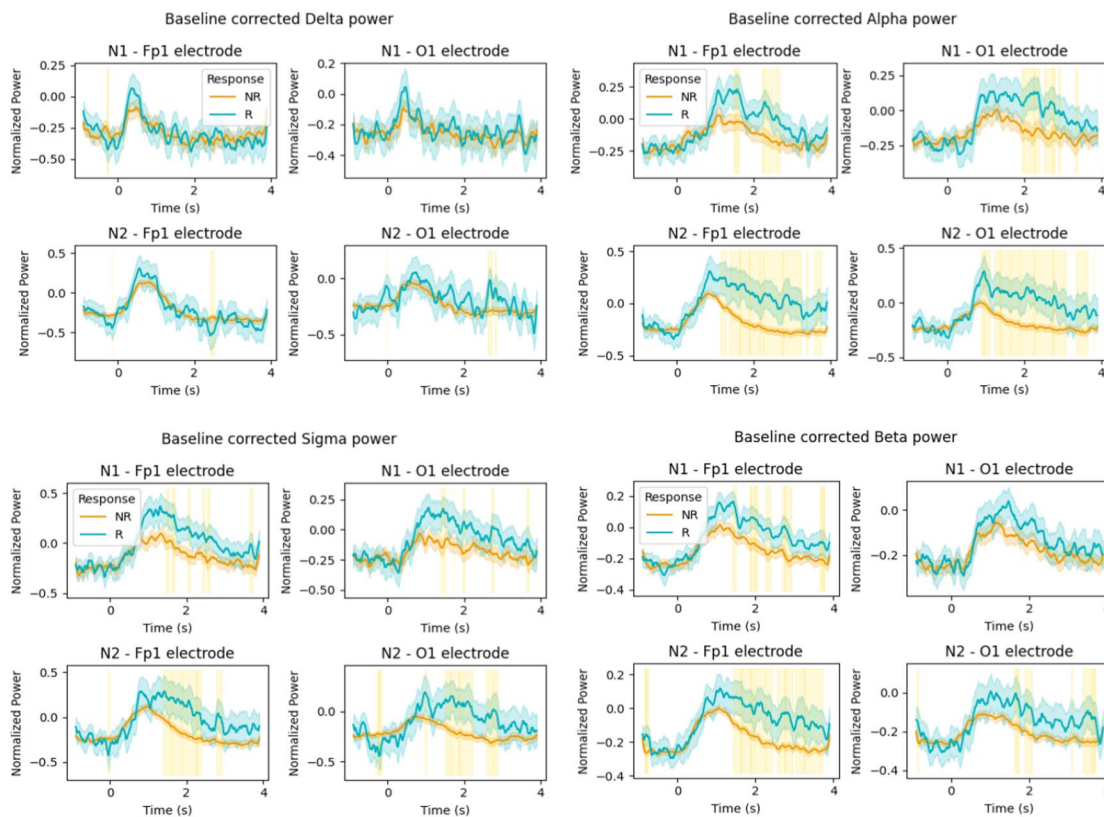 Baseline corrected Delta power
N1 - Fp1 electrode
Normalized Power
0.25
0.00
−0.25
−0.50
Response
NR
R
0
2
4
Time (s)
N1 - O1 electrode
Normalized Power
0.0
−0.2
−0.4
0
2
4
Time (s)
N2 - Fp1 electrode
Normalized Power
0.5
0.0
−0.5
0
2
4
Time (s)
N2 - O1 electrode
Normalized Power
0.5
0.0
−0.5
0
2
4
Time (s)
Baseline corrected Alpha power
N1 - Fp1 electrode
Normalized Power
0.25
0.00
−0.25
Response
NR
R
0
2
4
Time (s)
N1 - O1 electrode
Normalized Power
0.25
0.00
−0.25
0
2
4
Time (s)
N2 - Fp1 electrode
Normalized Power
0.5
0.0
−0.5
0
2
4
Time (s)
N2 - O1 electrode
Normalized Power
0.5
0.0
−0.5
0
2
4
Time (s)
Baseline corrected Sigma power
N1 - Fp1 electrode
Normalized Power
0.5
0.0
−0.5
Response
NR
R
0
2
4
Time (s)
N1 - O1 electrode
Normalized Power
0.25
0.00
−0.25
−0.50
0
2
4
Time (s)
N2 - Fp1 electrode
Normalized Power
0.5
0.0
−0.5
0
2
4
Time (s)
N2 - O1 electrode
Normalized Power
0.0
−0.5
0
2
4
Time (s)
Baseline corrected Beta power
N1 - Fp1 electrode
Normalized Power
0.2
0.0
−0.2
−0.4
Response
NR
R
0
2
4
Time (s)
N1 - O1 electrode
Normalized Power
0.0
−0.2
0
2
4
Time (s)
N2 - Fp1 electrode
Normalized Power
0.2
0.0
−0.2
−0.4
0
2
4
Time (s)
N2 - O1 electrode
Normalized Power
0.2
0.0
−0.2
−0.4
0
2
4
Time (s)